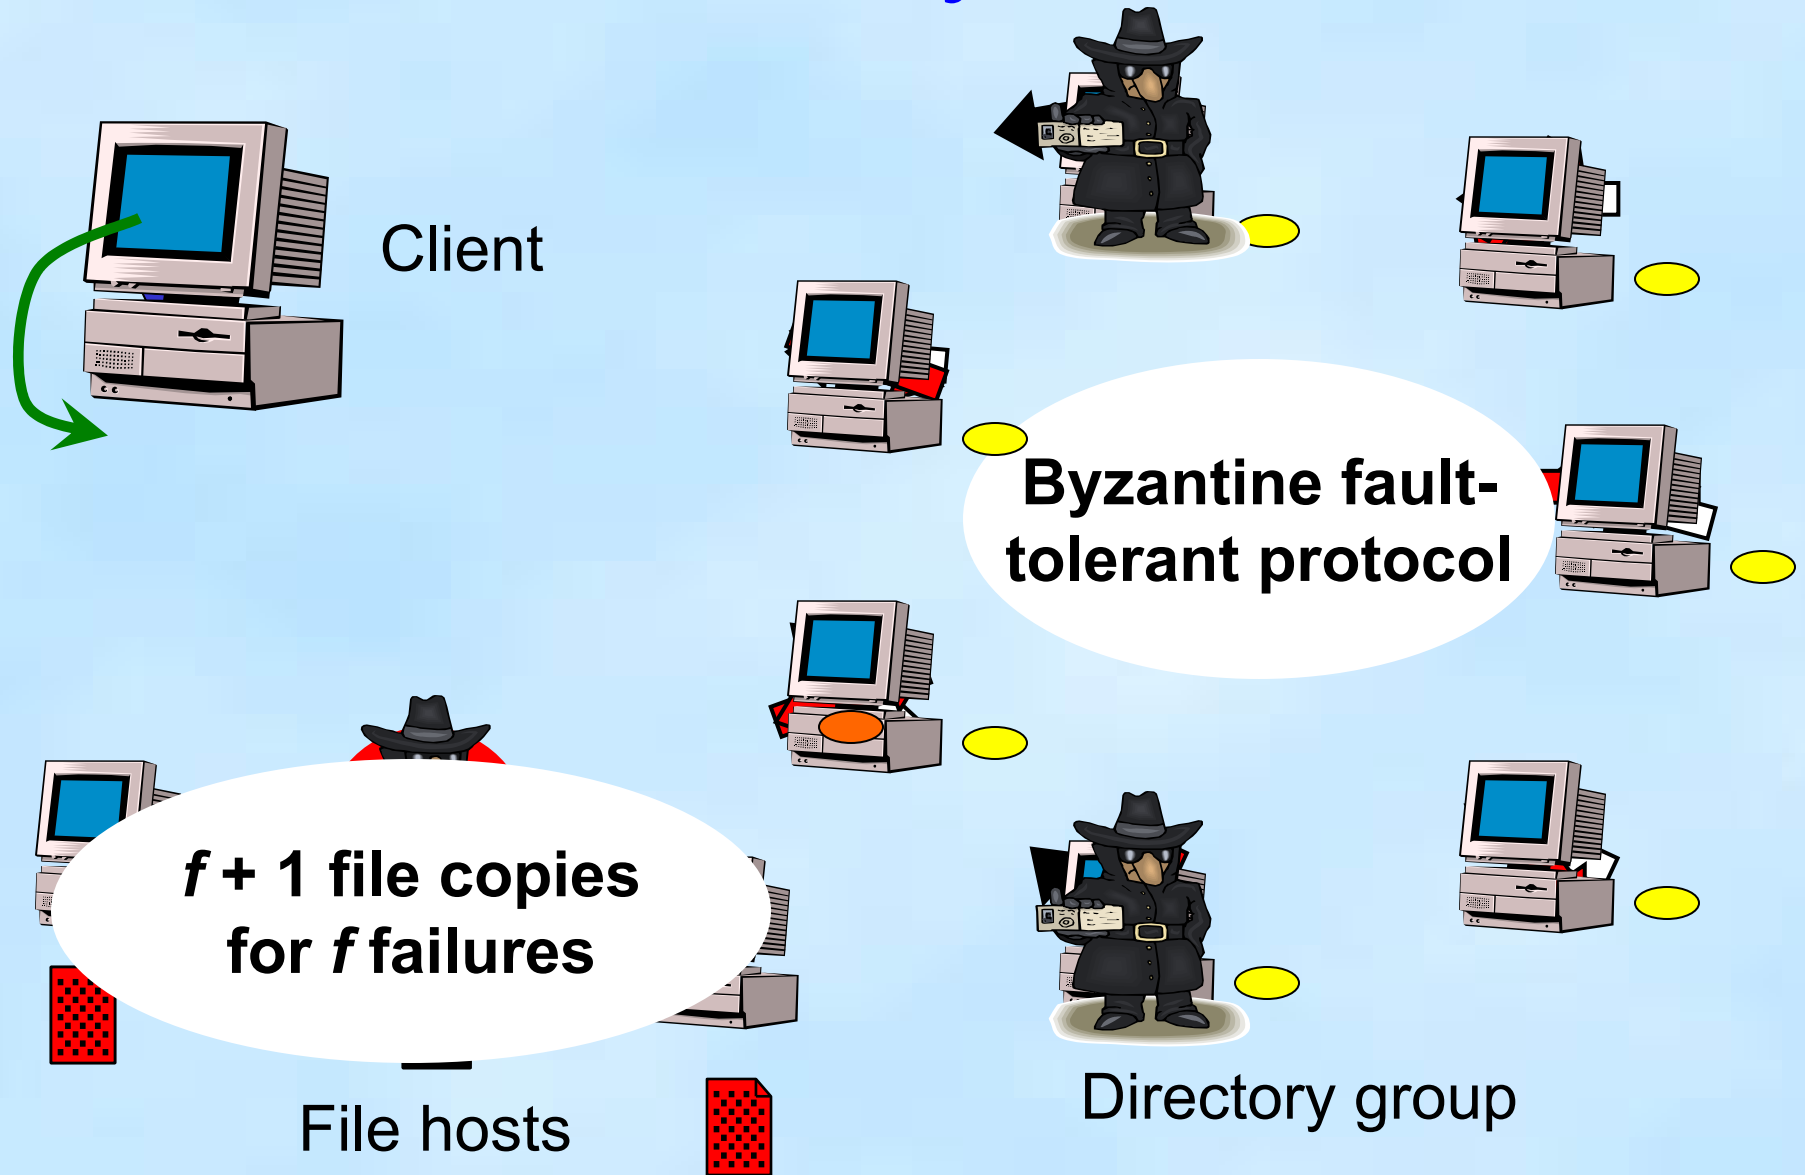 Client
Byzantine fault-
tolerant protocol
f + 1 file copies
for f failures
File hosts
Directory group